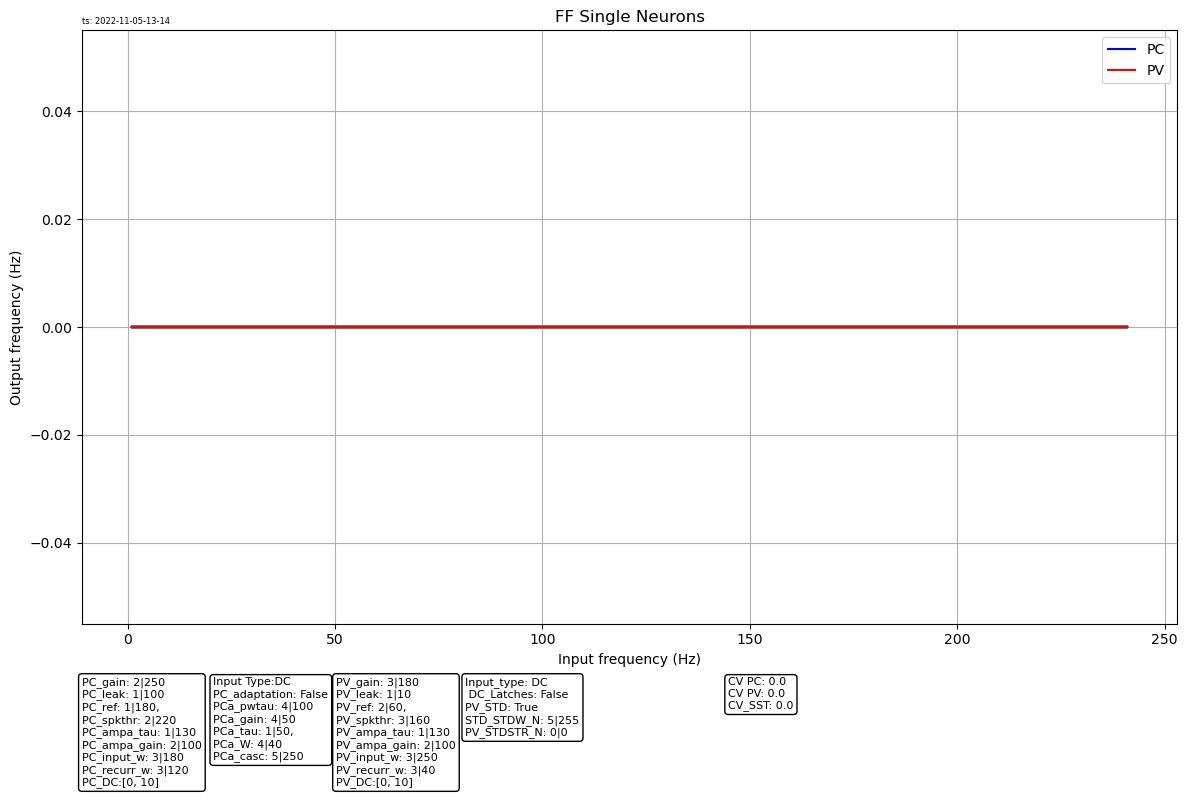 ts: 2022-11-05-13-14
FF Single Neurons
PC
PV
Output frequency (Hz)
0.04
0.02
0.00
−0.02
−0.04
0
50
100
150
200
250
Input frequency (Hz)
PC_gain: 2|250
PC_leak: 1|100
PC_ref: 1|180,
PC_spkthr: 2|220
PC_ampa_tau: 1|130
PC_ampa_gain: 2|100
PC_input_w: 3|180
PC_recurr_w: 3|120
PC_DC:[0, 10]
Input Type:DC
PC_adaptation: False
PCa_pwtau: 4|100
PCa_gain: 4|50
PCa_tau: 1|50,
PCa_W: 4|40
PCa_casc: 5|250
PV_gain: 3|180
PV_leak: 1|10
PV_ref: 2|60,
PV_spkthr: 3|160
PV_ampa_tau: 1|130
PV_ampa_gain: 2|100
PV_input_w: 3|250
PV_recurr_w: 3|40
PV_DC:[0, 10]
Input_type: DC
DC_Latches: False
PV_STD: True
STD_STDW_N: 5|255
PV_STDSTR_N: 0|0
CV PC: 0.0
CV PV: 0.0
CV_SST: 0.0